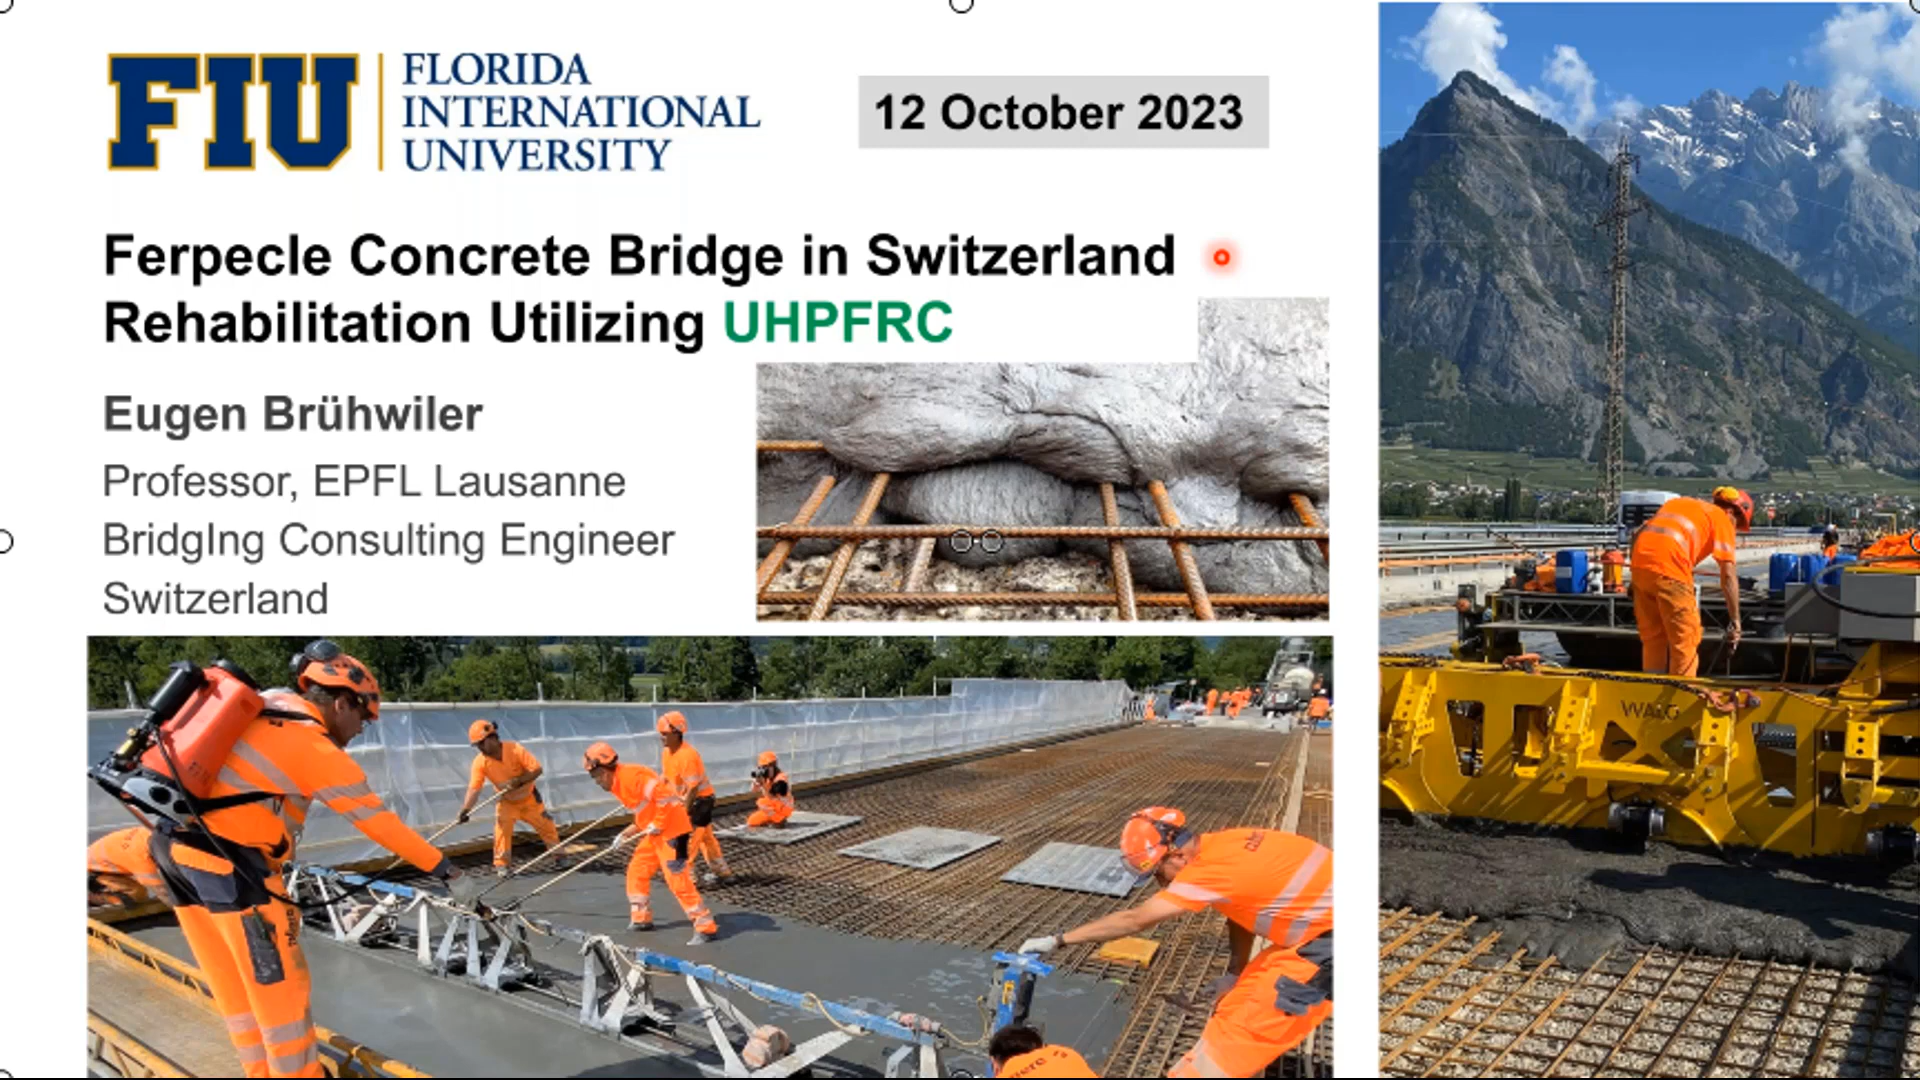 FIU
FLORIDA
INTERNATIONAL
UNIVERSITY
12 October 2023
Ferpecle Concrete Bridge in Switzerland
Rehabilitation Utilizing UHPFRC
Eugen Brühwiler
Professor, EPFL Lausanne
BridgIng Consulting Engineer
Switzerland
WALO